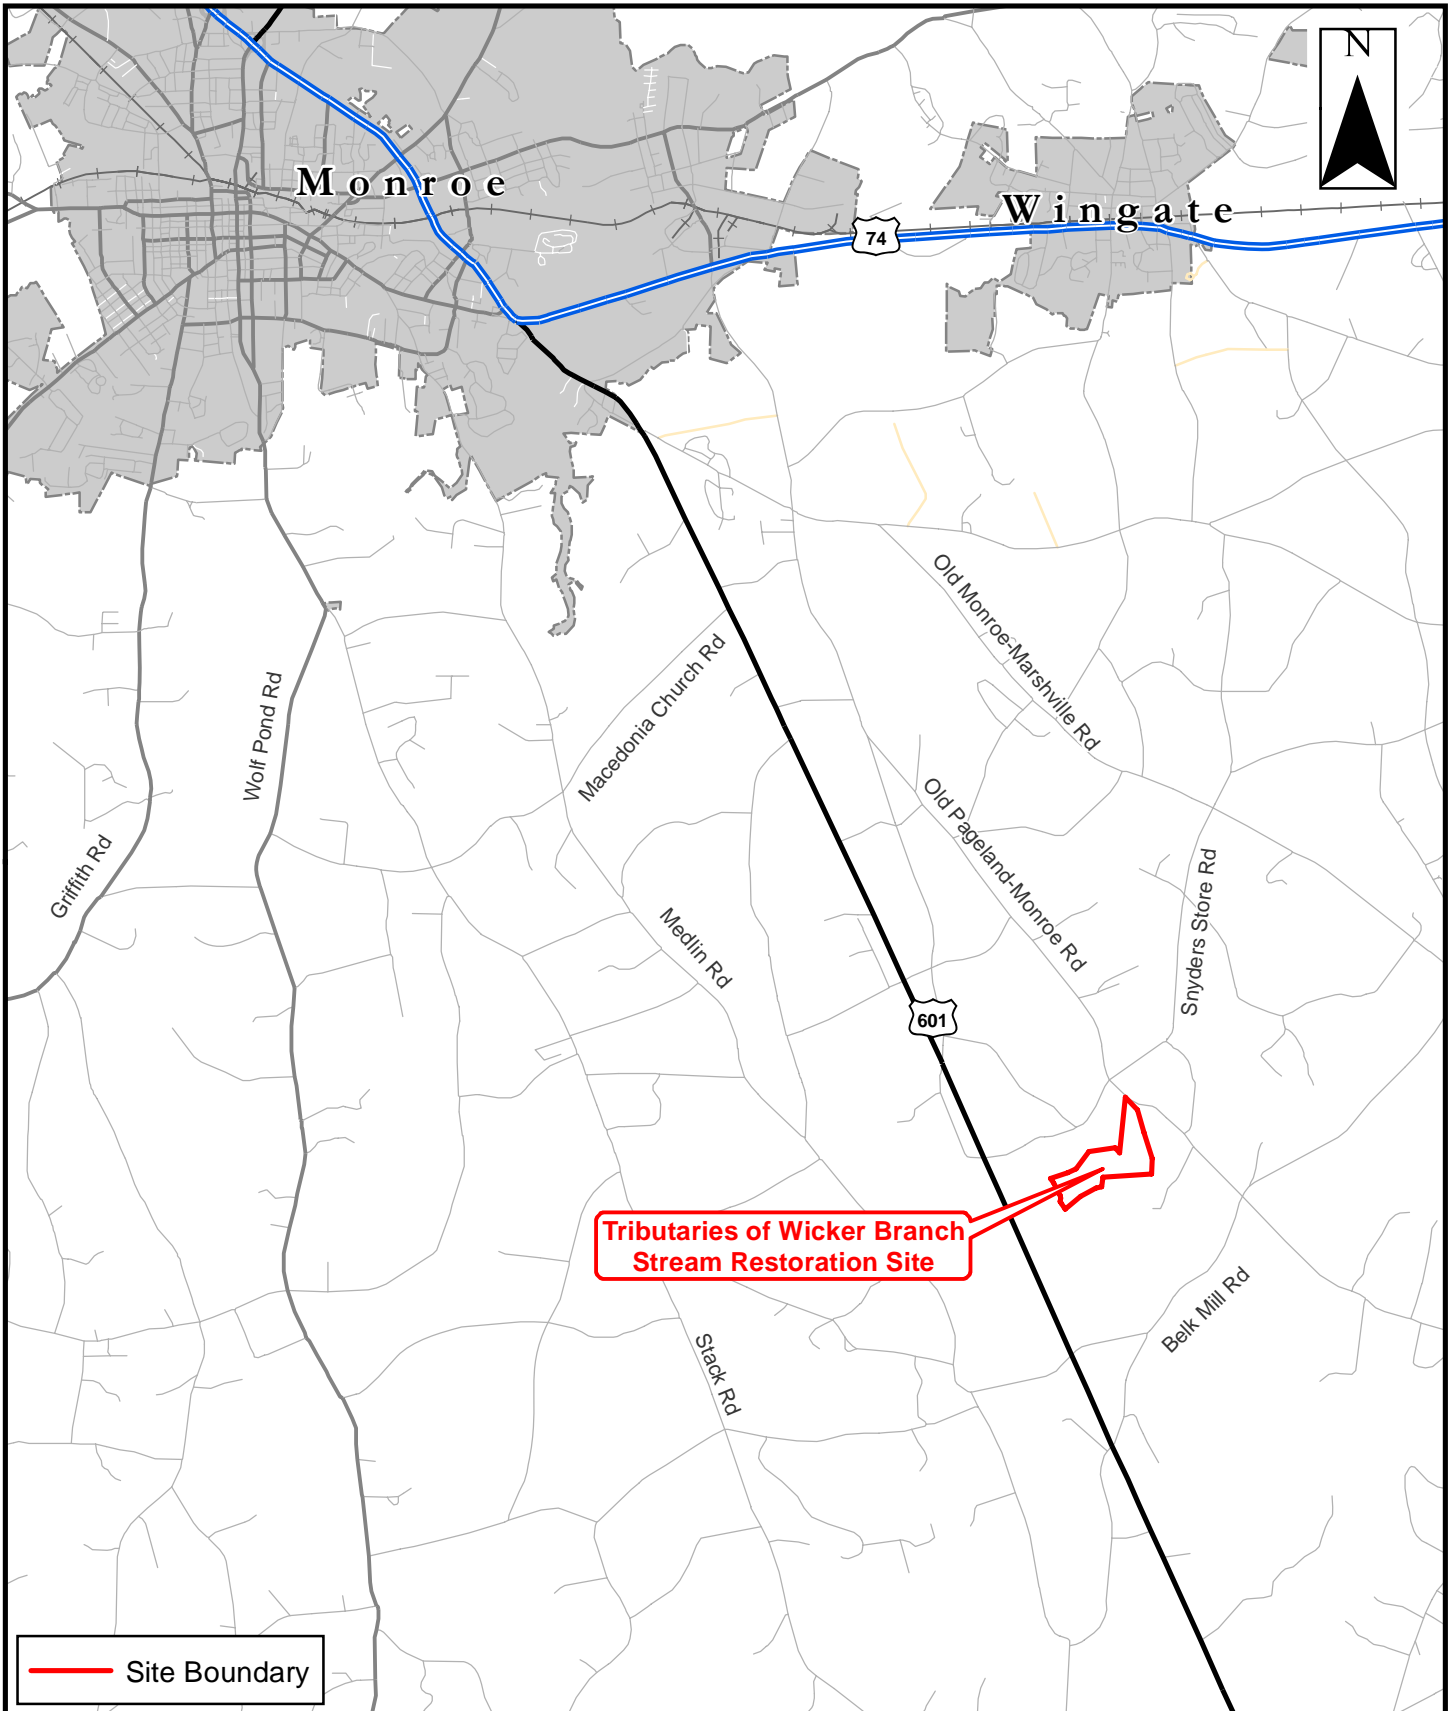 N
Monroe
Wingate
74
Old Monroe-Marshville Rd
Macedonia Church Rd
Wolf Pond Rd
Old Pageland-Monroe Rd
Griffith Rd
Snyders Store Rd
Medlin Rd
601
Tributaries of Wicker Branch
Stream Restoration Site
Belk Mill Rd
Stack Rd
Site Boundary